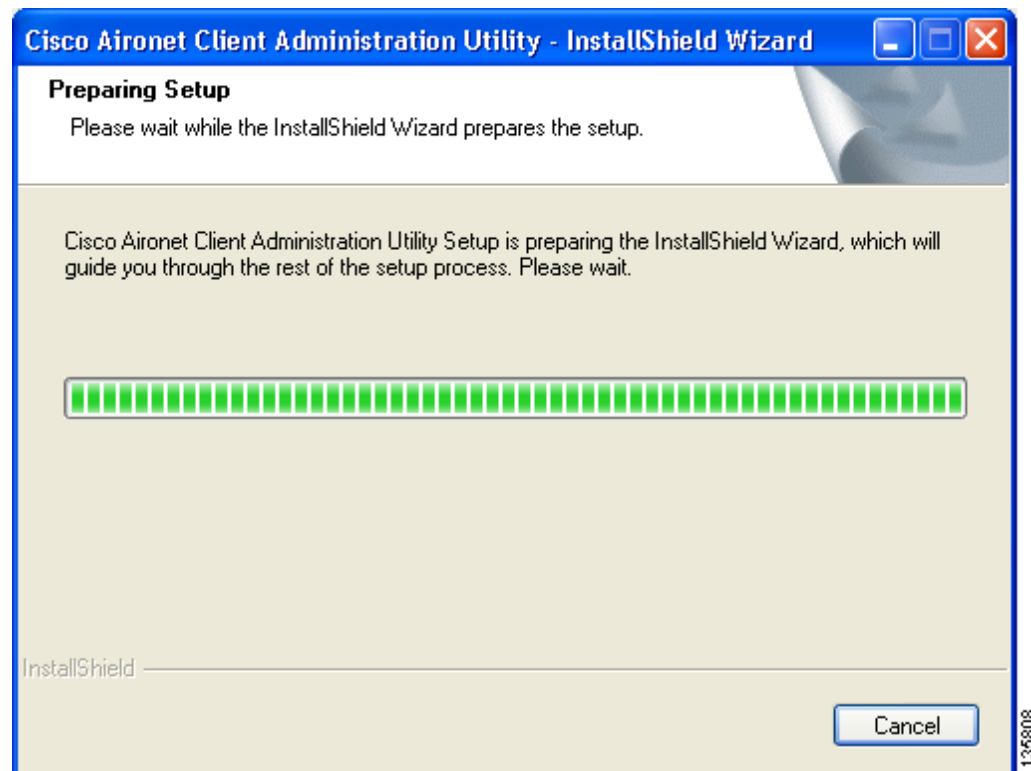 Cisco Aironet Client Administration Utility - InstallShield Wizard
Preparing Setup
Please wait while the InstallShield Wizard prepares the setup.
Cisco Aironet Client Administration Utility Setup is preparing the InstallShield Wizard, which will
guide you through the rest of the setup process. Please wait.
InstallShield
Cancel
135808